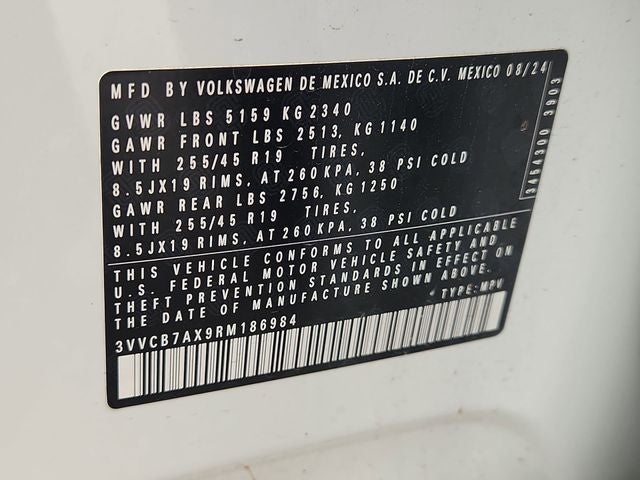 MFD BY VOLKSWAGEN DE MEXICO S.A. DE C.V. MEXICO 08/24
GVWR LBS 5159 KG 2340
GAWR FRONT LBS 2513, KG 1140
WITH 255/45 R19 TIRES,
8.5JX19 RIMS, AT 260 KPA, 38 PSI COLD
GAWR REAR LBS 2756, KG 1250
WITH 255/45 R19 TIRES,
8.5JX19 RIMS, AT 260 KPA, 38 PSI COLD
THIS VEHICLE CONFORMS TO ALL APPLICABLE
U.S. FEDERAL MOTOR VEHICLE SAFETY AND
THEFT PREVENTION STANDARDS IN EFFECT ON
THE DATE OF MANUFACTURE SHOWN ABOVE.
3VVCB7AX9RM186984 TYPE: MPV
3454300 3903